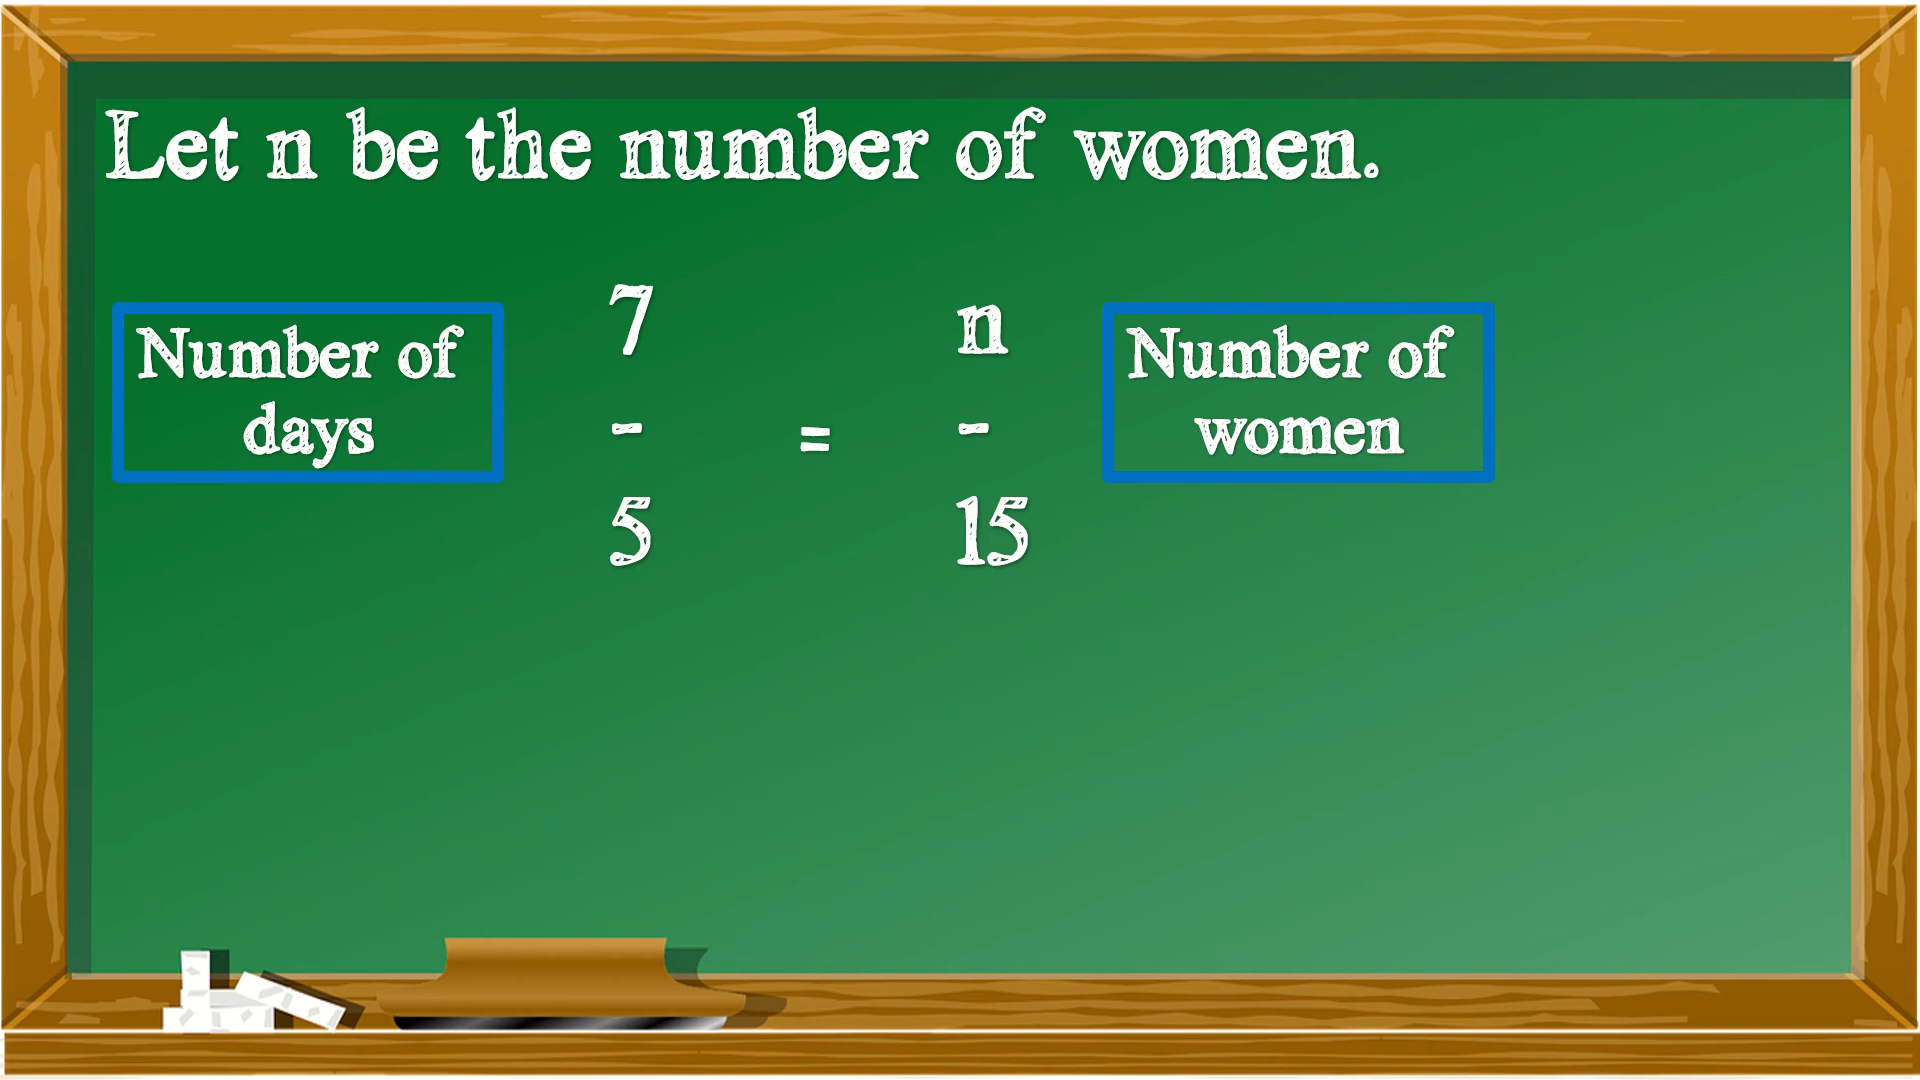 Let n be the number of women.
Number of
days
7
-
5
=
n
-
15
Number of
women